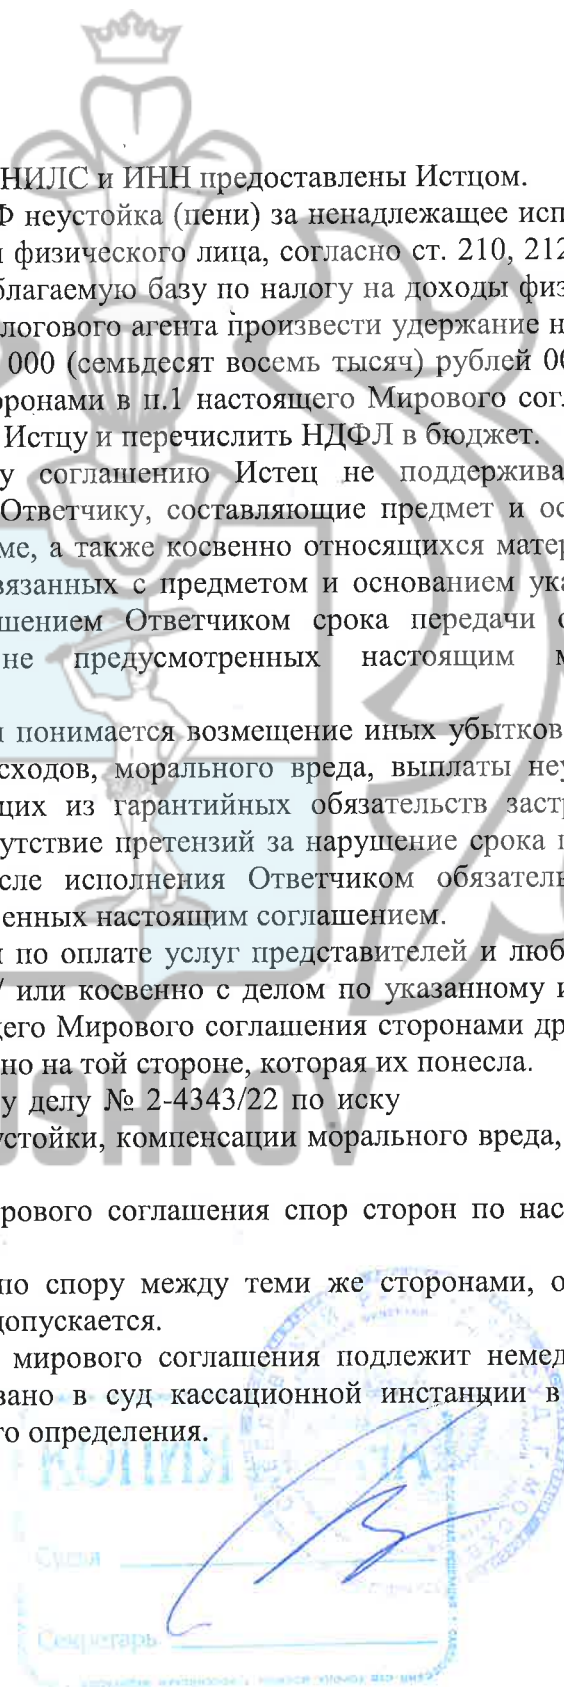 НИЛС и ИНН предоставлены Истцом.
Ф неустойка (пени) за ненадлежащее исп
и физического лица, согласно ст. 210, 212
благаемую базу по налогу на доходы физ
логового агента произвести удержание н
000 (семьдесят восемь тысяч) рублей 0
оронами в п.1 настоящего Мирового согл
Истцу и перечислить НДФЛ в бюджет.
у соглашению Истец не поддержива
Ответчику, составляющие предмет и ос
ме, а также косвенно относящихся матер
вязанных с предметом и основанием ука
шением Ответчиком срока передачи о
не предусмотренных настоящим м
и понимается возмещение иных убытков
сходов, морального вреда, выплаты неу
щих из гарантийных обязательств застр
утствие претензий за нарушение срока п
сле исполнения Ответчиком обязатель
енных настоящим соглашением.
и по оплате услуг представителей и люб
/ или косвенно с делом по указанному и
щего Мирового соглашения сторонами др
но на той стороне, которая их понесла.
у делу № 2-4343/22 по иску
устойки, компенсации морального вреда,
USHKOV
рового соглашения спор сторон по нас
по спору между теми же сторонами, о
допускается.
мирового соглашения подлежит немед
вано в суд кассационной инстанции в
го определения.
КОПИЯ
Судья
Секретарь